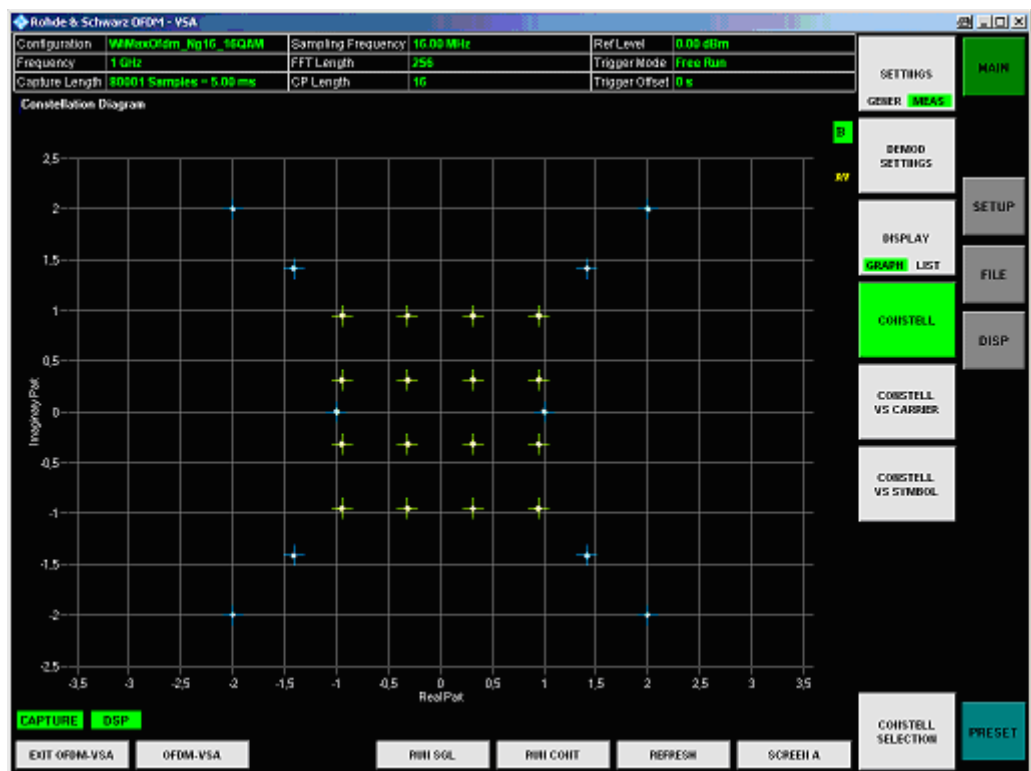 Rohde & Schwarz OFDM - VSA
Configuration WiMaxOfdm_Ng16_16QAM Sampling Frequency 16.00 MHz Ref Level 0.00 dBm
Frequency 1 GHz FFT Length 256 Trigger Mode Free Run
Capture Length 80001 Samples = 5.00 ms CP Length 16 Trigger Offset 0 s
SETTINGS
GENER MEAS
MAIN
Constellation Diagram
B
DEMOD
SETTINGS
SETUP
DISPLAY
GRAPH LIST
FILE
CONSTELL
DISP
CONSTELL
VS CARRIER
CONSTELL
VS SYMBOL
2,5
2
1.5
1
0,5
0
-0,5
-1
-1.5
-2
-2.5
Imaginay Part
-3,5 -3 -2,5 -2 -1,5 -1 -0,5 0 0,5 1 1,5 2 2,5 3 3,5
Real Part
CAPTURE DSP
CONSTELL
SELECTION
PRESET
EXIT OFDM-VSA OFDM-VSA RUN SGL RUN CONT REFRESH SCREEN A